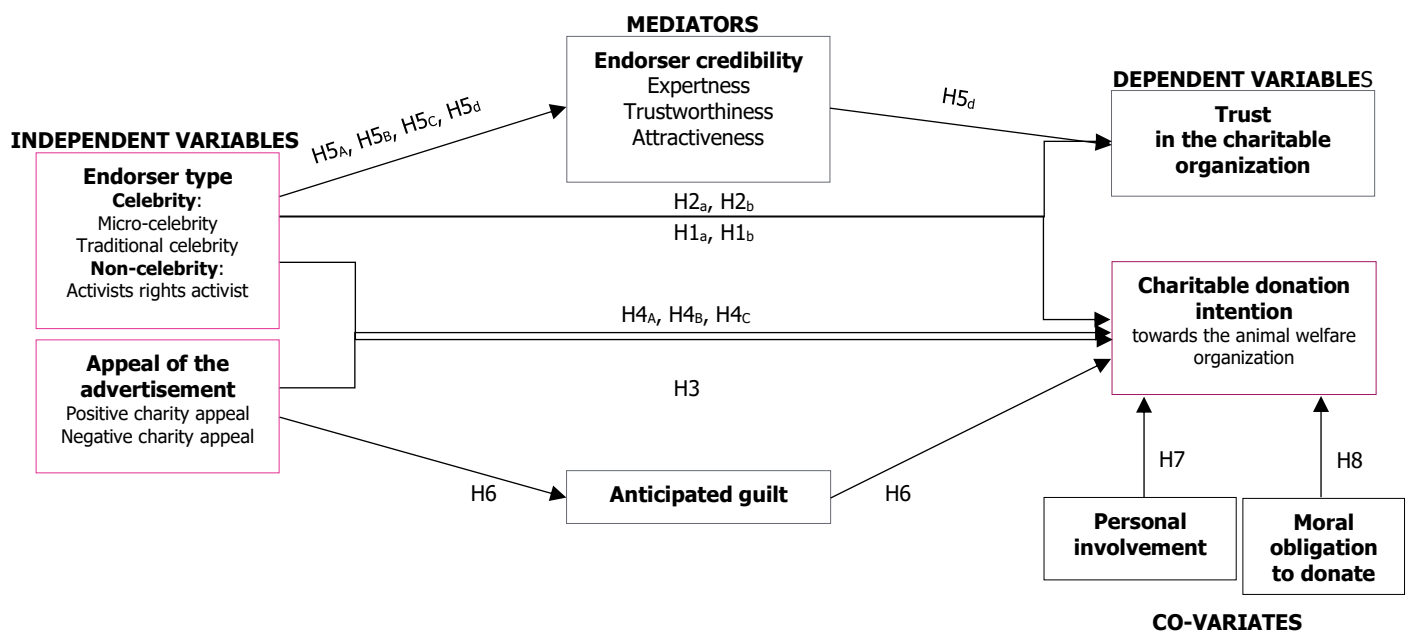 MEDIATORS
Endorser credibility
Expertness
Trustworthiness
Attractiveness
DEPENDENT VARIABLES
Trust
in the charitable
organization
H5d
H5A, H5B, H5C, H5d
INDEPENDENT VARIABLES
Endorser type
Celebrity:
Micro-celebrity
Traditional celebrity
Non-celebrity:
Activists rights activist
H2a, H2b
H1a, H1b
Charitable donation
intention
towards the animal welfare
organization
H4A, H4B, H4C
Appeal of the
advertisement
Positive charity appeal
Negative charity appeal
H3
H6
Anticipated guilt
H6
H7
H8
Personal
involvement
Moral
obligation
to donate
CO-VARIATES